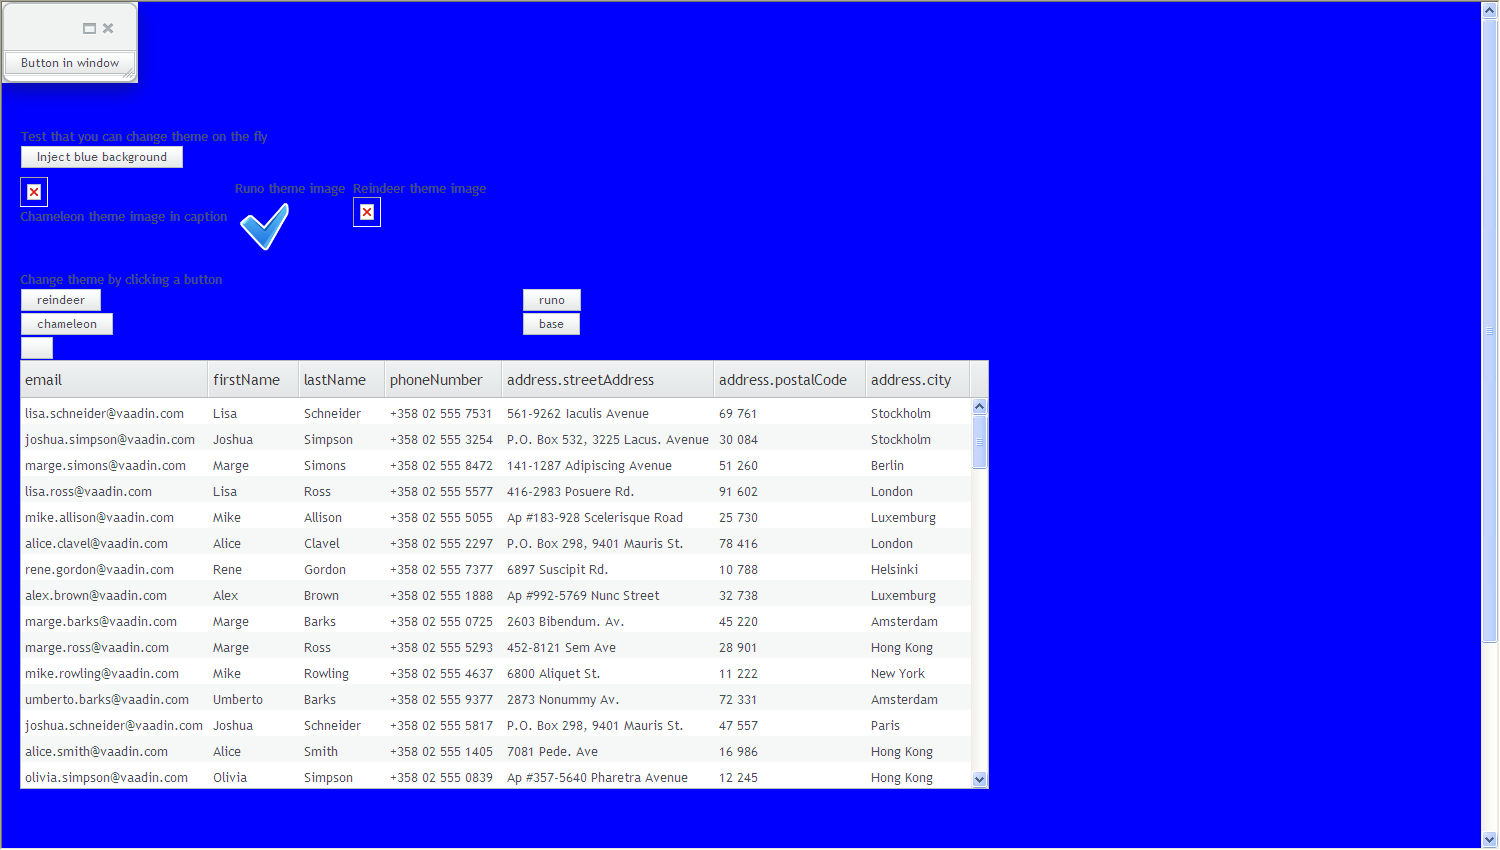 Button in window
Test that you can change theme on the fly
Inject blue background
Runo theme image Reindeer theme image
Chameleon theme image in caption
Change theme by clicking a button
reindeer runo
chameleon base
email firstName lastName phoneNumber address.streetAddress address.postalCode address.city
lisa.schneider@vaadin.com Lisa Schneider +358 02 555 7531 561-9262 Iaculis Avenue 69 761 Stockholm
joshua.simpson@vaadin.com Joshua Simpson +358 02 555 3254 P.O. Box 532, 3225 Lacus. Avenue 30 084 Stockholm
marge.simons@vaadin.com Marge Simons +358 02 555 8472 141-1287 Adipiscing Avenue 51 260 Berlin
lisa.ross@vaadin.com Lisa Ross +358 02 555 5577 416-2983 Posuere Rd. 91 602 London
mike.allison@vaadin.com Mike Allison +358 02 555 5055 Ap #183-928 Scelerisque Road 25 730 Luxemburg
alice.clavel@vaadin.com Alice Clavel +358 02 555 2297 P.O. Box 298, 9401 Mauris St. 78 416 London
rene.gordon@vaadin.com Rene Gordon +358 02 555 7377 6897 Suscipit Rd. 10 788 Helsinki
alex.brown@vaadin.com Alex Brown +358 02 555 1888 Ap #992-5769 Nunc Street 32 738 Luxemburg
marge.barks@vaadin.com Marge Barks +358 02 555 0725 2603 Bibendum. Av. 45 220 Amsterdam
marge.ross@vaadin.com Marge Ross +358 02 555 5293 452-8121 Sem Ave 28 901 Hong Kong
mike.rowling@vaadin.com Mike Rowling +358 02 555 4637 6800 Aliquet St. 11 222 New York
umberto.barks@vaadin.com Umberto Barks +358 02 555 9377 2873 Nonummy Av. 72 331 Amsterdam
joshua.schneider@vaadin.com Joshua Schneider +358 02 555 5817 P.O. Box 298, 9401 Mauris St. 47 557 Paris
alice.smith@vaadin.com Alice Smith +358 02 555 1405 7081 Pede. Ave 16 986 Hong Kong
olivia.simpson@vaadin.com Olivia Simpson +358 02 555 0839 Ap #357-5640 Pharetra Avenue 12 245 Hong Kong